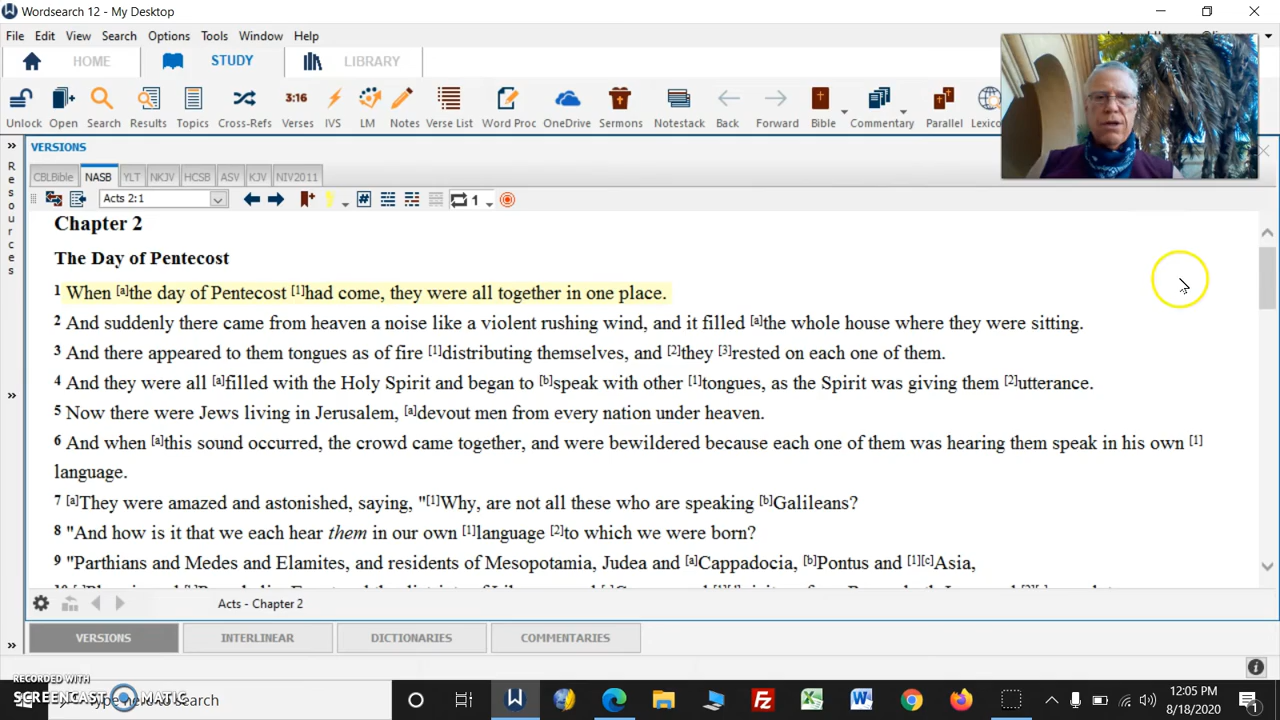 Wordsearch 12 - My Desktop
File Edit View Search Options Tools Window Help
HOME STUDY LIBRARY
3:16
Unlock Open Search Results Topics Cross-Refs Verses IVS LM Notes Verse List Word Proc OneDrive Sermons Notestack Back Forward Bible Commentary Parallel Lexico
» VERSIONS
Resources
CBLBible NASB YLT NKJV HCSB ASV KJV NIV2011
Acts 2:1 # 1
Chapter 2
The Day of Pentecost
1 When [a]the day of Pentecost [1]had come, they were all together in one place.
2 And suddenly there came from heaven a noise like a violent rushing wind, and it filled [a]the whole house where they were sitting.
3 And there appeared to them tongues as of fire [1]distributing themselves, and [2]they [3]rested on each one of them.
4 And they were all [a]filled with the Holy Spirit and began to [b]speak with other [1]tongues, as the Spirit was giving them [2]utterance.
5 Now there were Jews living in Jerusalem, [a]devout men from every nation under heaven.
6 And when [a]this sound occurred, the crowd came together, and were bewildered because each one of them was hearing them speak in his own [1]
language.
7 [a]They were amazed and astonished, saying, "[1]Why, are not all these who are speaking [b]Galileans?
8 "And how is it that we each hear them in our own [1]language [2]to which we were born?
9 "Parthians and Medes and Elamites, and residents of Mesopotamia, Judea and [a]Cappadocia, [b]Pontus and [1][c]Asia,
Acts - Chapter 2
VERSIONS INTERLINEAR DICTIONARIES COMMENTARIES
RECORDED WITH
SCREENCAST MATIC
Type here to search
12:05 PM
8/18/2020
1